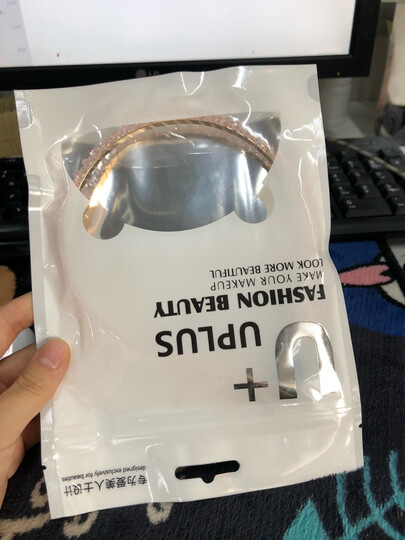 LG
专为爱美人士设计
designed exclusively for beauties
U+
UPLUS
FASHION BEAUTY
MAKE YOUR MAKEUP
LOOK MORE BEAUTIFUL